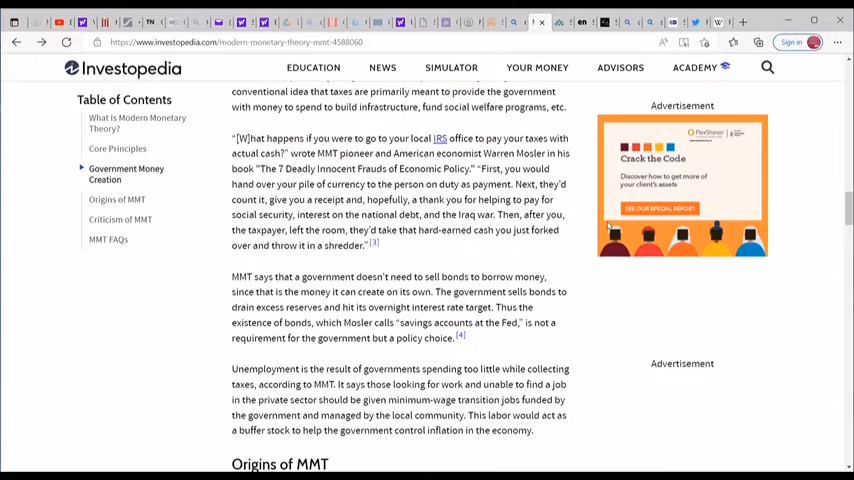 https://www.investopedia.com/modern-monetary-theory-mmt-4588060
Sign in
Investopedia
EDUCATION
NEWS
SIMULATOR
YOUR MONEY
ADVISORS
ACADEMY
Table of Contents
What Is Modern Monetary
Theory?
Core Principles
Government Money
Creation
Origins of MMT
Criticism of MMT
MMT FAQs
conventional idea that taxes are primarily meant to provide the government
with money to spend to build infrastructure, fund social welfare programs, etc.
“[W]hat happens if you were to go to your local IRS office to pay your taxes with
actual cash?” wrote MMT pioneer and American economist Warren Mosler in his
book "The 7 Deadly Innocent Frauds of Economic Policy." “First, you would
hand over your pile of currency to the person on duty as payment. Next, they’d
count it, give you a receipt and, hopefully, a thank you for helping to pay for
social security, interest on the national debt, and the Iraq war. Then, after you,
the taxpayer, left the room, they’d take that hard-earned cash you just forked
over and throw it in a shredder.” [3]
MMT says that a government doesn’t need to sell bonds to borrow money,
since that is the money it can create on its own. The government sells bonds to
drain excess reserves and hit its overnight interest rate target. Thus the
existence of bonds, which Mosler calls “savings accounts at the Fed,” is not a
requirement for the government but a policy choice. [4]
Unemployment is the result of governments spending too little while collecting
taxes, according to MMT. It says those looking for work and unable to find a job
in the private sector should be given minimum-wage transition jobs funded by
the government and managed by the local community. This labor would act as
a buffer stock to help the government control inflation in the economy.
Origins of MMT
Advertisement
FlexShares
Crack the Code
Discover how to get more of
your client's assets
SEE OUR SPECIAL REPORT
Advertisement